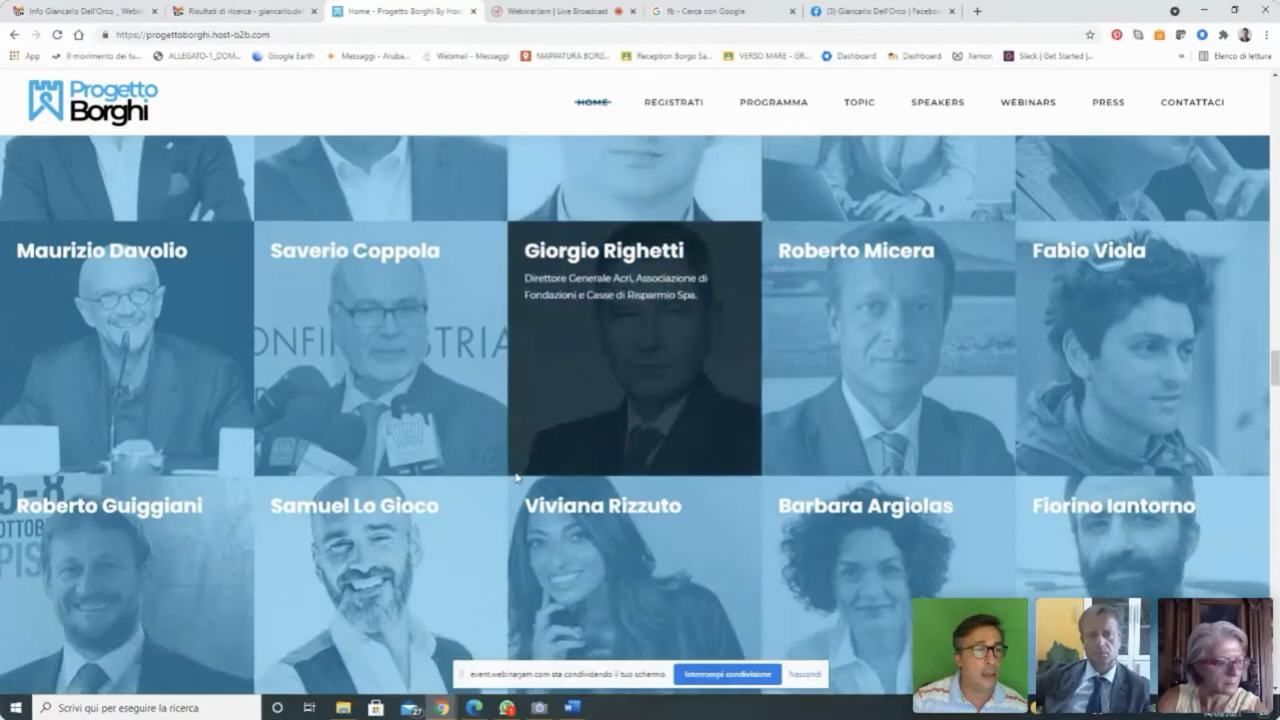 Info Giancarlo Dell'Orco _ Webin
Risultati di ricerca - giancarlo.de
Home - Progetto Borghi By Hos
WebinarJam | Live Broadcast
fb - Cerca con Google
(3) Giancarlo Dell'Orco | Facebo
https://progettoborghi.host-b2b.com
App
Il movimento dei tu...
ALLEGATO-1_DOM...
Google Earth
Messaggi - Aruba...
Webmail - Messaggi
MAPPATURA BORG...
Reception Borgo Sa...
VERSO MARE - GR...
Dashboard
Dashboard
Xenion
Slack | Get Started |...
Elenco di lettura
Progetto
Borghi
HOME
REGISTRATI
PROGRAMMA
TOPIC
SPEAKERS
WEBINARS
PRESS
CONTATTACI
Maurizio Davolio
Saverio Coppola
Giorgio Righetti
Roberto Micera
Fabio Viola
Direttore Generale Acri, Associazione di
Fondazioni e Casse di Risparmio Spa.
Roberto Guiggiani
Samuel Lo Gioco
Viviana Rizzuto
Barbara Argiolas
Fiorino Iantorno
event.webinarjam.com sta condividendo il tuo schermo.
Interrompi condivisione
Nascondi
Scrivi qui per eseguire la ricerca
27